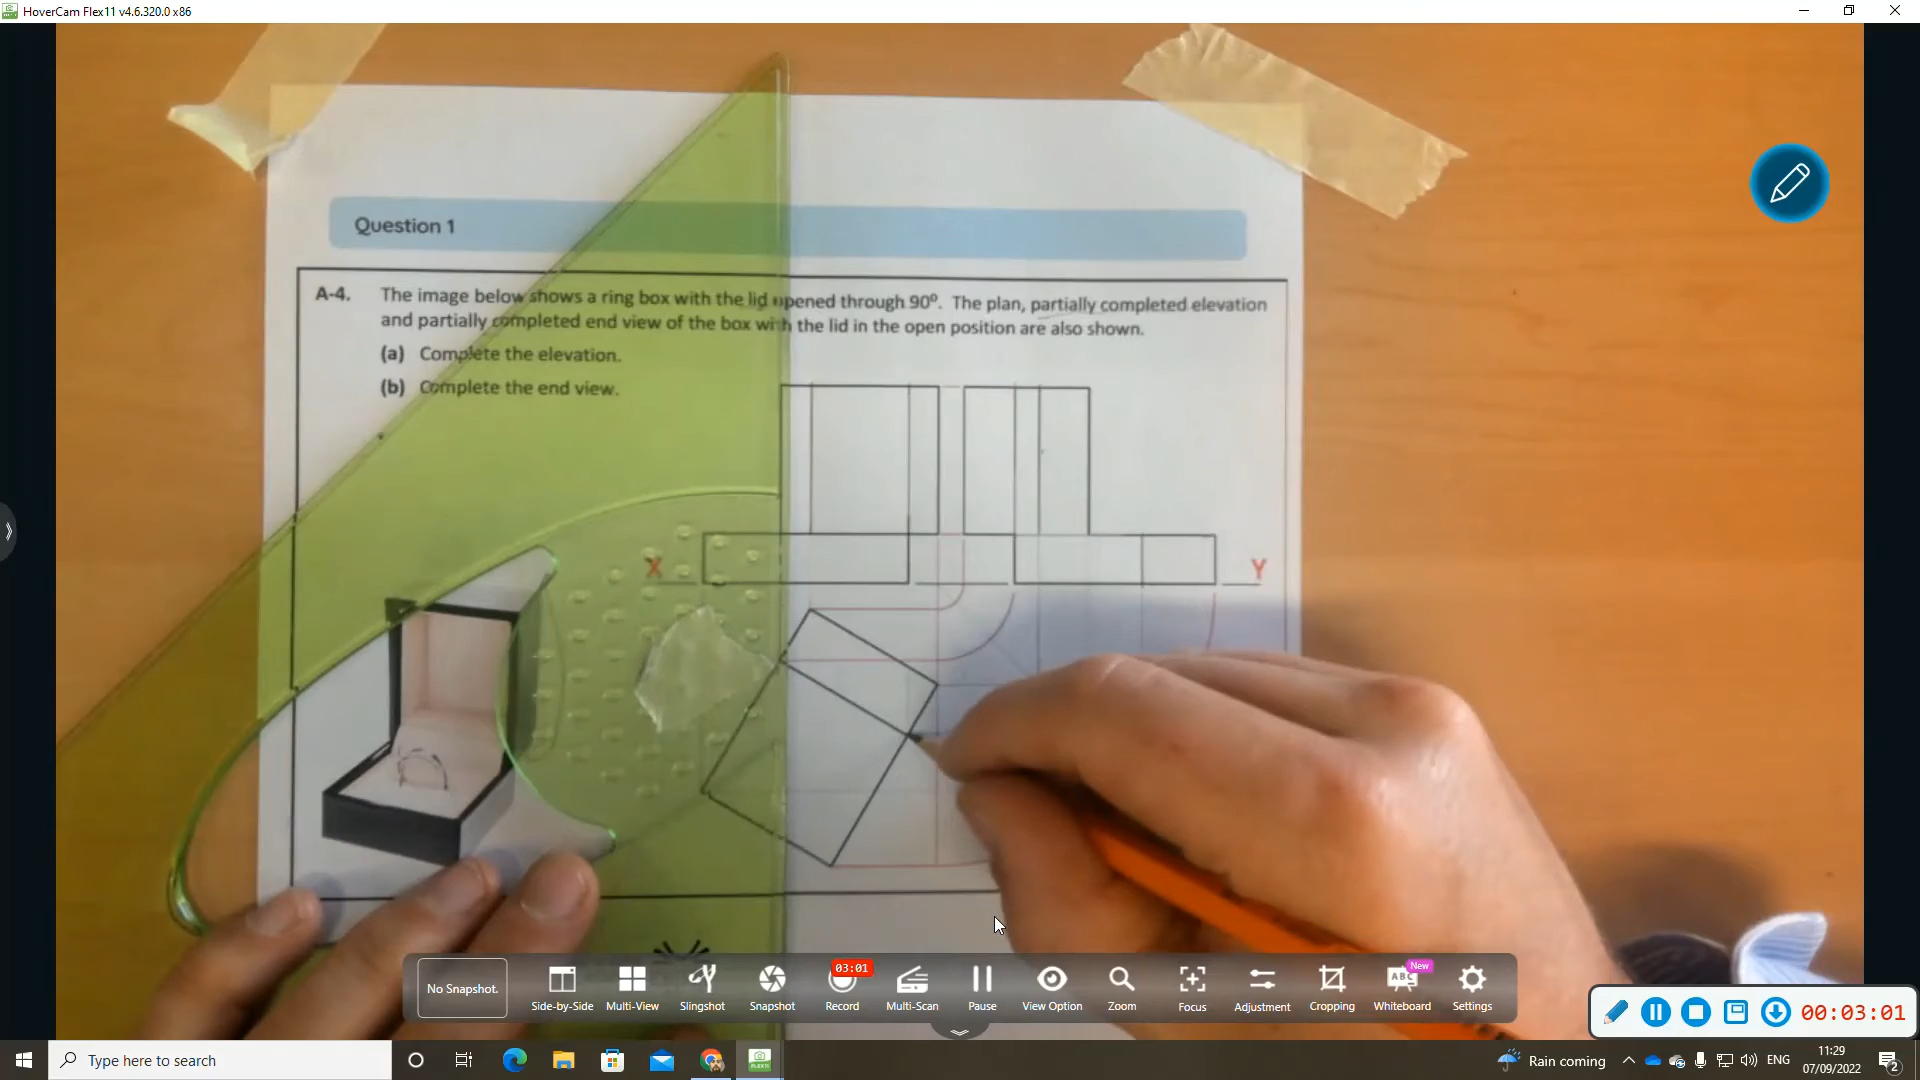 HoverCam Flex11 v4.6.320.0 x86
Question 1
A-4. The image below shows a ring box with the lid opened through 90°. The plan, partially completed elevation
and partially completed end view of the box with the lid in the open position are also shown.
(a) Complete the elevation.
(b) Complete the end view.
X
Y
No Snapshot.
Side-by-Side
Multi-View
Slingshot
Snapshot
03:01
Record
Multi-Scan
Pause
View Option
Zoom
Focus
Adjustment
Cropping
New
ABC
Whiteboard
Settings
00:03:01
Type here to search
FLEX11
Rain coming
ENG
11:29
07/09/2022
2